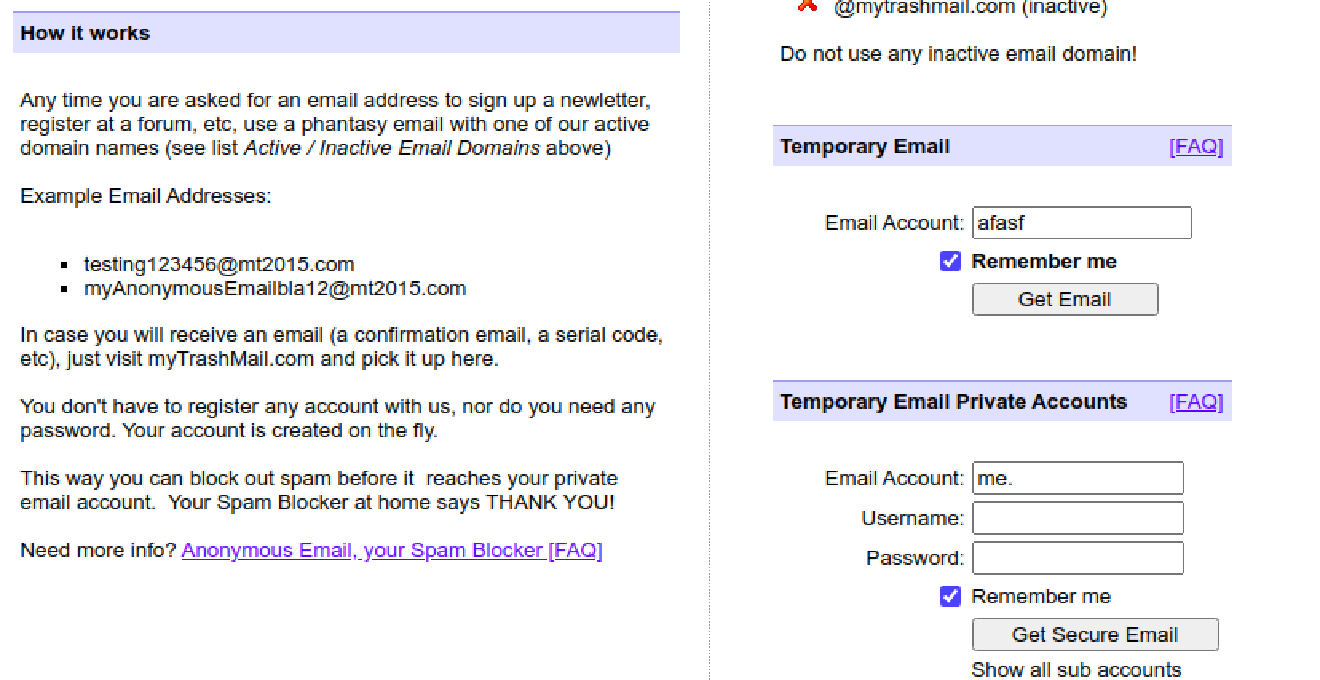 How it works
Any time you are asked for an email address to sign up a newletter,
register at a forum, etc, use a phantasy email with one of our active
domain names (see list Active / Inactive Email Domains above)
Example Email Addresses:
testing123456@mt2015.com
myAnonymousEmailbla12@mt2015.com
In case you will receive an email (a confirmation email, a serial code,
etc), just visit myTrashMail.com and pick it up here.
You don't have to register any account with us, nor do you need any
password. Your account is created on the fly.
This way you can block out spam before it  reaches your private
email account.  Your Spam Blocker at home says THANK YOU!
Need more info? Anonymous Email, your Spam Blocker [FAQ]
@mytrashmail.com (inactive)
Do not use any inactive email domain!
Temporary Email [FAQ]
Email Account: afasf
Remember me
Get Email
Temporary Email Private Accounts [FAQ]
Email Account: me.
Username:
Password:
Remember me
Get Secure Email
Show all sub accounts